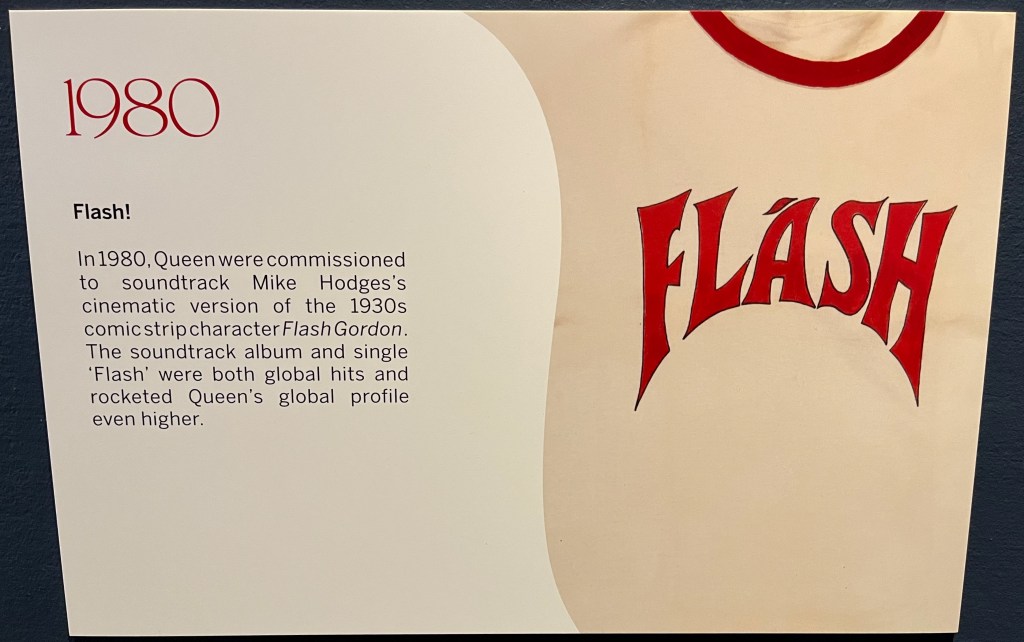 1980
Flash!
In 1980, Queen were commissioned
to soundtrack Mike Hodges's
cinematic version of the 1930s
comic strip character Flash Gordon.
The soundtrack album and single
‘Flash’ were both global hits and
rocketed Queen’s global profile
even higher.
FLASH